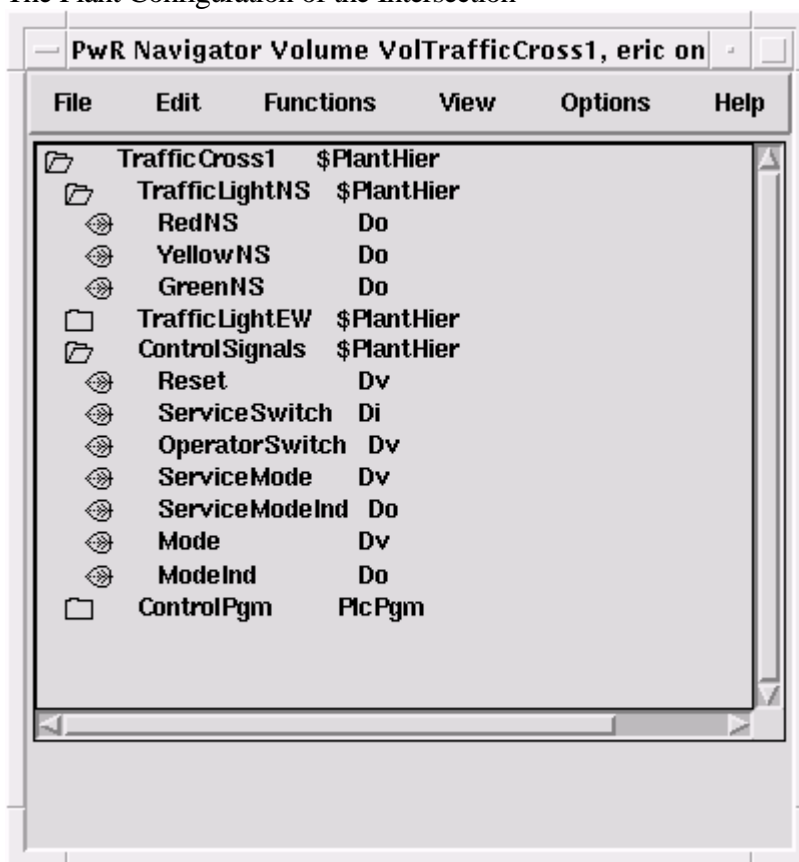 The Plant Configuration of the Intersection
PwR Navigator Volume VolTrafficCross1, eric on
File Edit Functions View Options Help
TrafficCross1 $PlantHier
TrafficLightNS $PlantHier
RedNS Do
YellowNS Do
GreenNS Do
TrafficLightEW $PlantHier
ControlSignals $PlantHier
Reset Dv
ServiceSwitch Di
OperatorSwitch Dv
ServiceMode Dv
ServiceModeInd Do
Mode Dv
ModeInd Do
ControlPgm PlcPgm